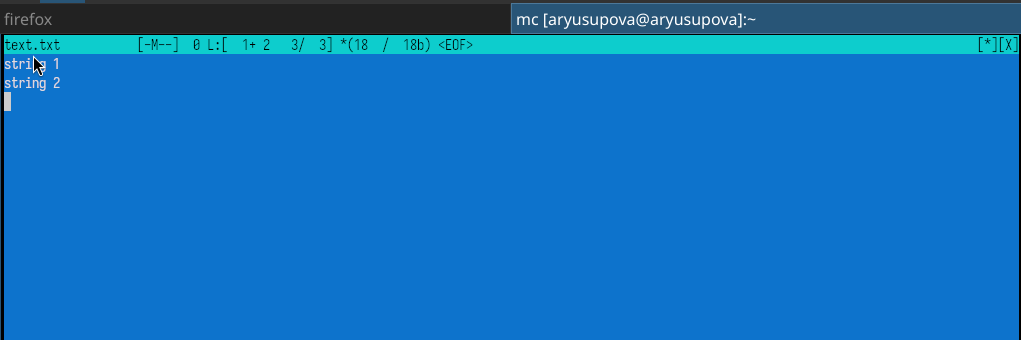 firefox
mc [aryusupova@aryusupova]:~
text.txt [-M--] 0 L:[ 1+ 2 3/ 3] *(18 / 18b) <EOF> [*][X]
string 1
string 2